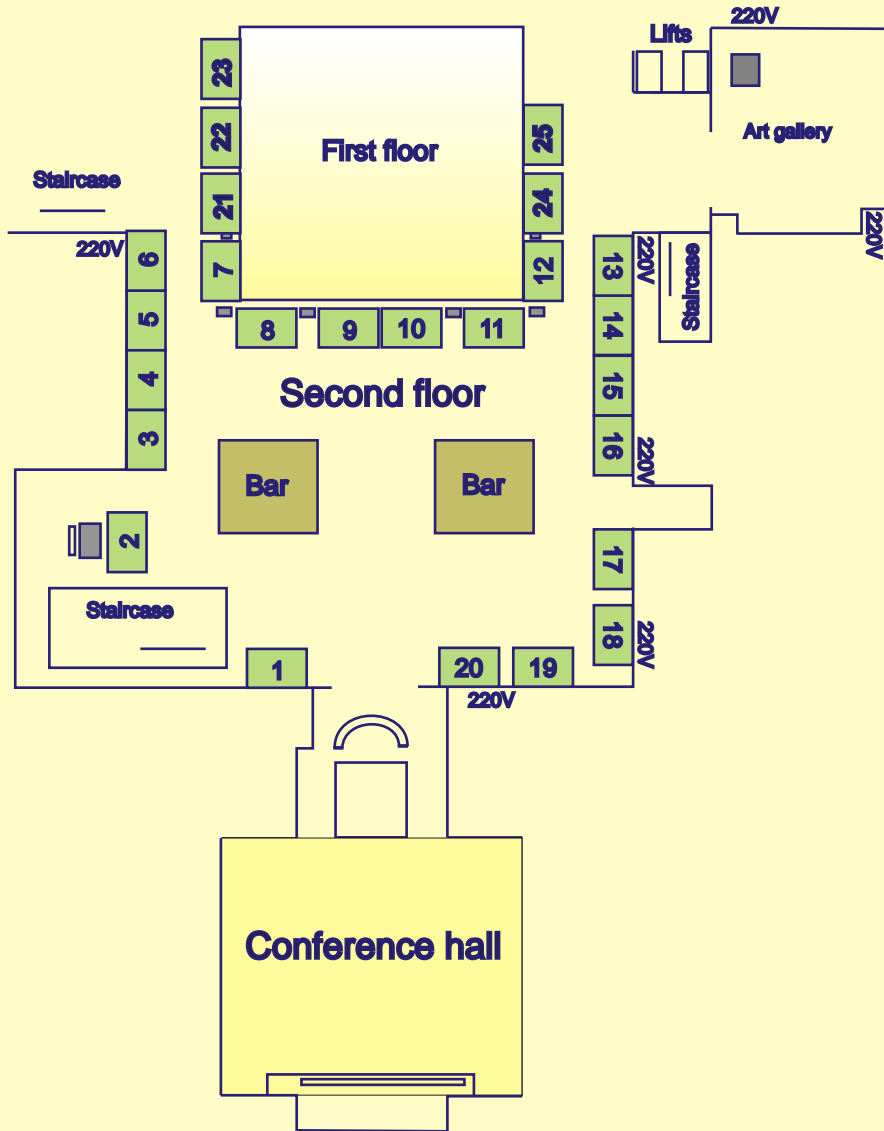 220V
Lifts
23
22
First floor
25
Art gallery
Staircase
21
24
220V
220V
6
7
12
13
220V
Staircase
5
8
9
10
11
14
4
Second floor
15
3
16
220V
Bar
Bar
2
17
Staircase
18
220V
1
20
19
220V
Conference hall